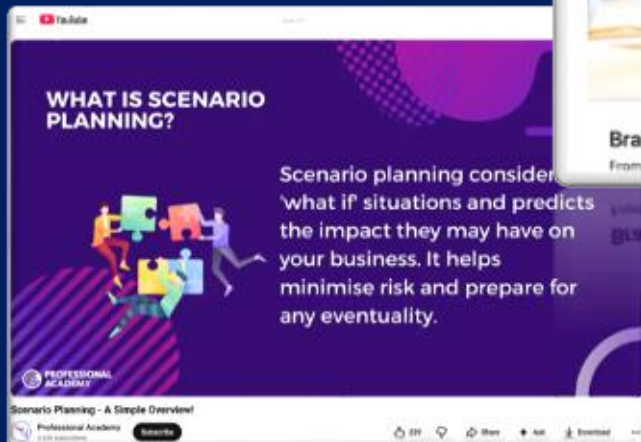 YouTube
WHAT IS SCENARIO
PLANNING?
Scenario planning consider
'what if' situations and predicts
the impact they may have on
your business. It helps
minimise risk and prepare for
any eventuality.
PROFESSIONAL
ACADEMY
Scenario Planning - A Simple Overview!
Professional Academy
Subscribe
Share
Ask
Download
Bra
From